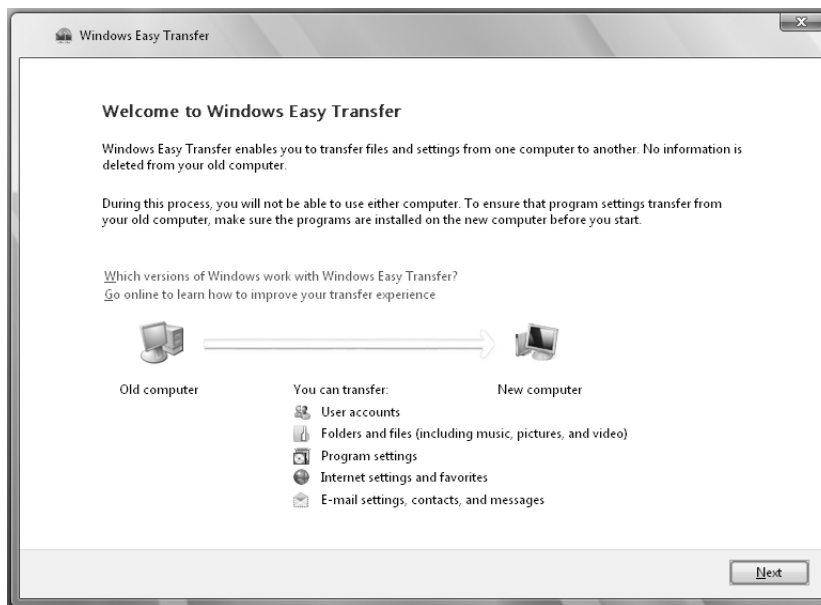 Windows Easy Transfer
X
Welcome to Windows Easy Transfer
Windows Easy Transfer enables you to transfer files and settings from one computer to another. No information is
deleted from your old computer.
During this process, you will not be able to use either computer. To ensure that program settings transfer from
your old computer, make sure the programs are installed on the new computer before you start.
Which versions of Windows work with Windows Easy Transfer?
Go online to learn how to improve your transfer experience
Old computer
You can transfer:
New computer
User accounts
Folders and files (including music, pictures, and video)
Program settings
Internet settings and favorites
E-mail settings, contacts, and messages
Next